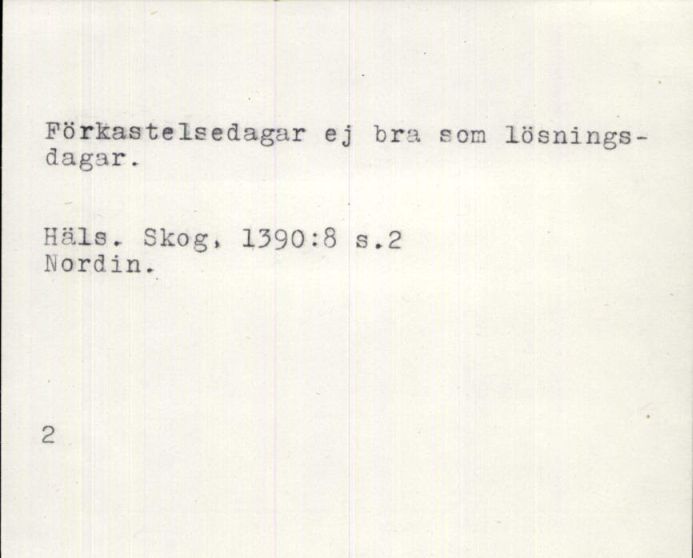 Förkastelsedagar ej bra som lösnings-
dagar.
Häls. Skog, 1390:8 s.2
Nordin.
2